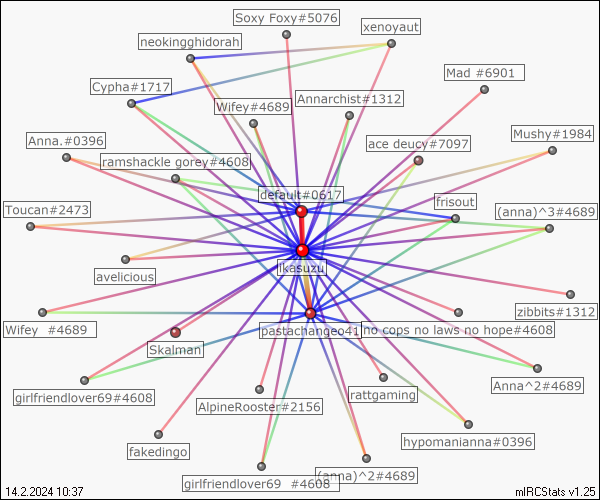 Soxy Foxy#5076
xenoyaut
neokingghidorah
Mad #6901
Cypha#1717
Annarchist#1312
Wifey#4689
Mushy#1984
Anna.#0396
ace deucy#7097
ramshackle gorey#4608
default#0617
frisout
Toucan#2473
(anna)^3#4689
ikasuzu
avelicious
zibbits#1312
Wifey #4689
pastachangeo41
no cops no laws no hope#4608
Skalman
Anna^2#4689
girlfriendlover69#4608
rattgaming
AlpineRooster#2156
hypomanianna#0396
fakedingo
(anna)^2#4689
girlfriendlover69 #4608
14.2.2024 10:37
mIRCStats v1.25